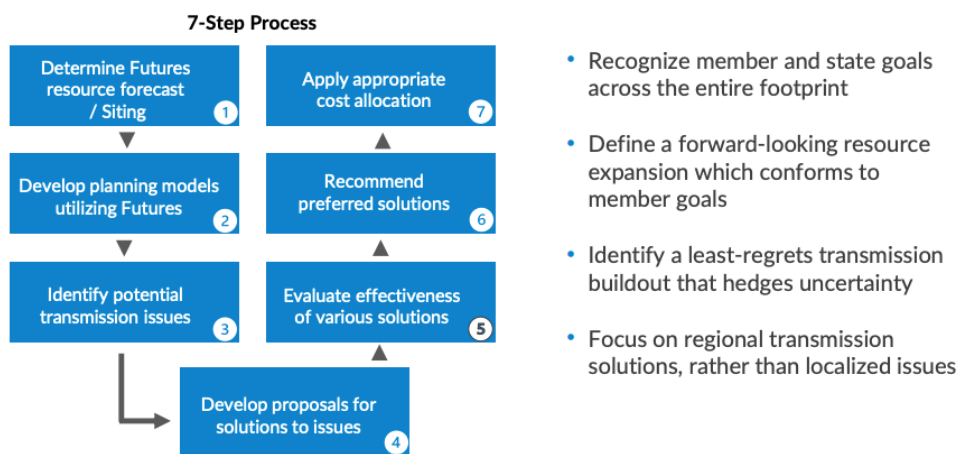 7-Step Process
Determine Futures
resource forecast
/ Siting
1
Develop planning models
utilizing Futures
2
Identify potential
transmission issues
3
Develop proposals for
solutions to issues
4
Evaluate effectiveness
of various solutions
5
Recommend
preferred solutions
6
Apply appropriate
cost allocation
7
• Recognize member and state goals
across the entire footprint
• Define a forward-looking resource
expansion which conforms to
member goals
• Identify a least-regrets transmission
buildout that hedges uncertainty
• Focus on regional transmission
solutions, rather than localized issues